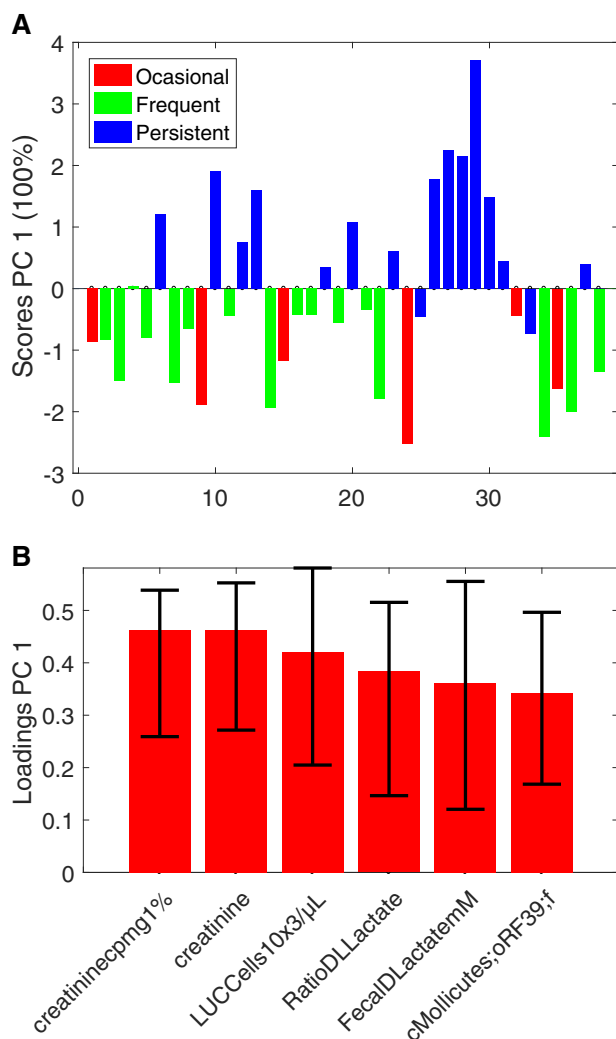 A
Scores PC 1 (100%)
4
3
2
1
0
-1
-2
-3
Ocasional
Frequent
Persistent
0 10 20 30
B
Loadings PC 1
0.5
0.4
0.3
0.2
0.1
0
creatininecpmg1%
creatinine
LUCCells10x3/µL
RatioDLLactate
FecalDLactatemM
cMollicutes;oRF39;f